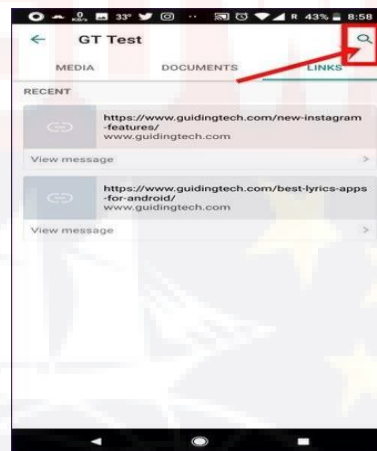 33° R 43% 8:58
GT Test
MEDIA DOCUMENTS LINKS
RECENT
https://www.guidingtech.com/new-instagram
-features/
www.guidingtech.com
View message
https://www.guidingtech.com/best-lyrics-apps
-for-android/
www.guidingtech.com
View message